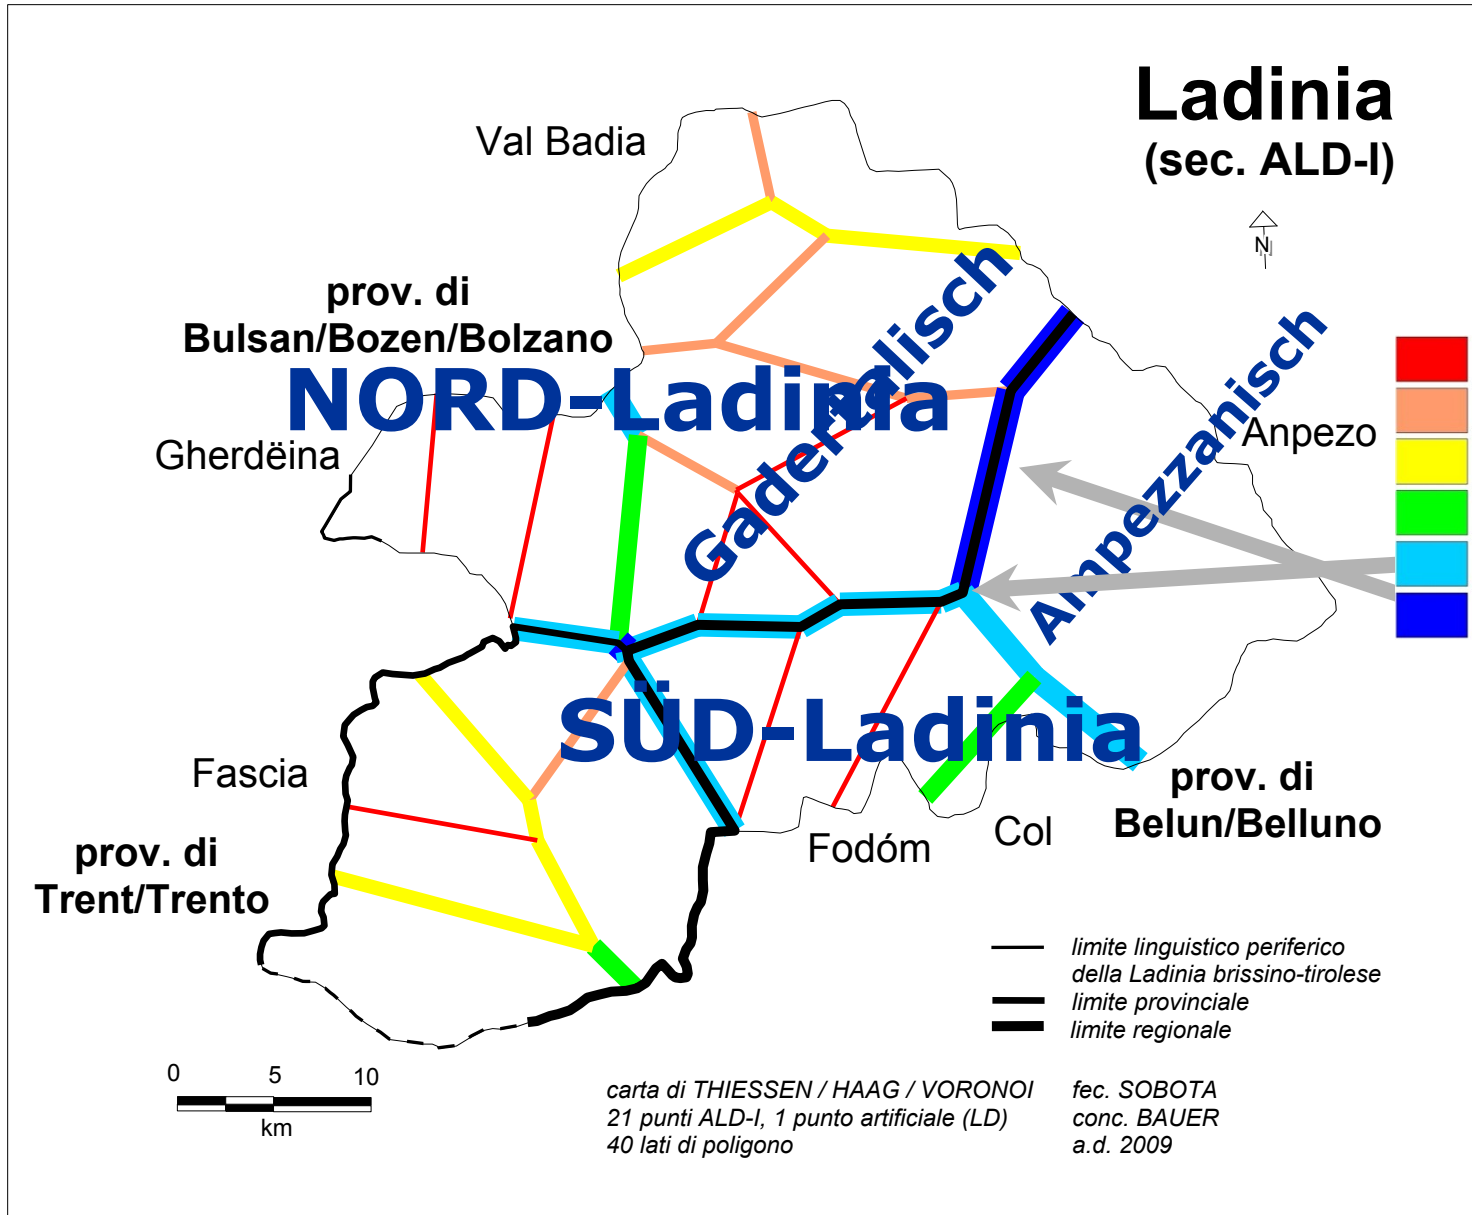 Ladinia
(sec. ALD-I)
Val Badia
N
prov. di
Bulsan/Bozen/Bolzano
NORD-Ladinia
Gadertalisch
Ampezzanisch
Anpezo
Gherdëina
SÜD-Ladinia
Fascia
prov. di
Trent/Trento
prov. di
Belun/Belluno
Col
Fodóm
limite linguistico periferico
della Ladinia brissino-tirolese
limite provinciale
limite regionale
0 5 10
km
carta di THIESSEN / HAAG / VORONOI
21 punti ALD-I, 1 punto artificiale (LD)
40 lati di poligono
fec. SOBOTA
conc. BAUER
a.d. 2009